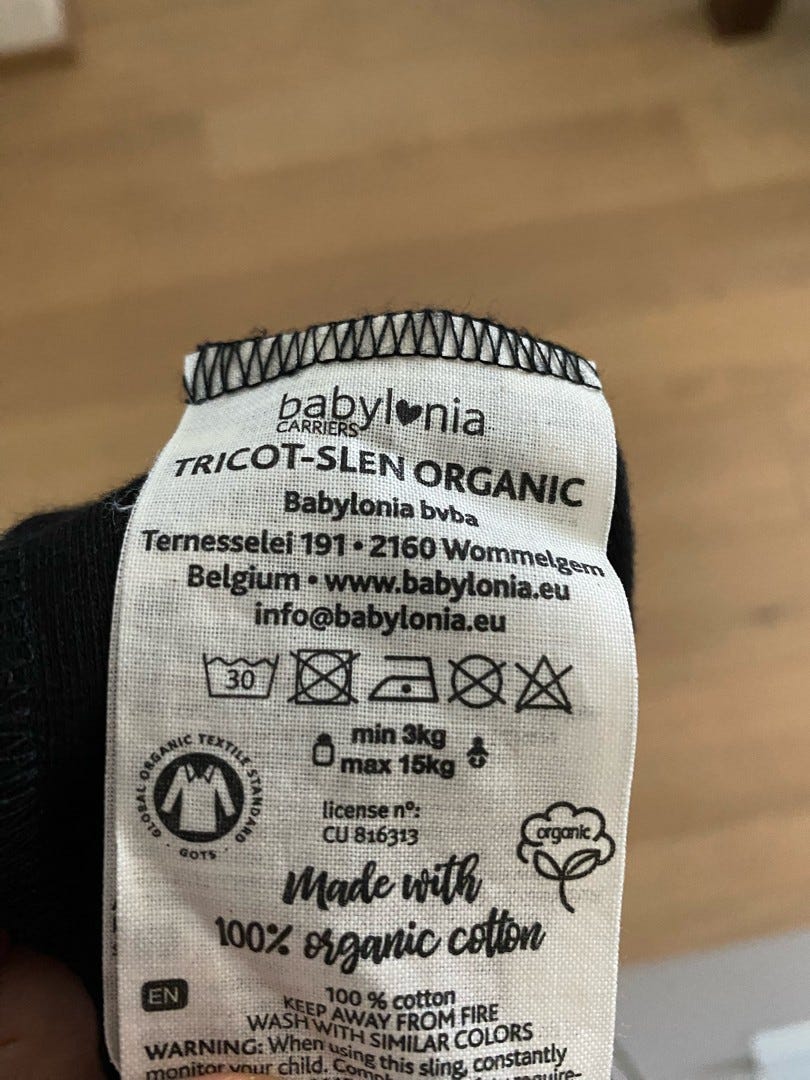 babylonia
CARRIERS
TRICOT-SLEN ORGANIC
Babylonia bvba
Ternesselei 191 • 2160 Wommelgem
Belgium • www.babylonia.eu
info@babylonia.eu
30
min 3kg
max 15kg
GLOBAL ORGANIC TEXTILE STANDARD
· GOTS ·
license nº:
CU 816313
organic
Made with
100% organic cotton
EN
100 % cotton
KEEP AWAY FROM FIRE
WASH WITH SIMILAR COLORS
WARNING: When using this sling, constantly
monitor your child.